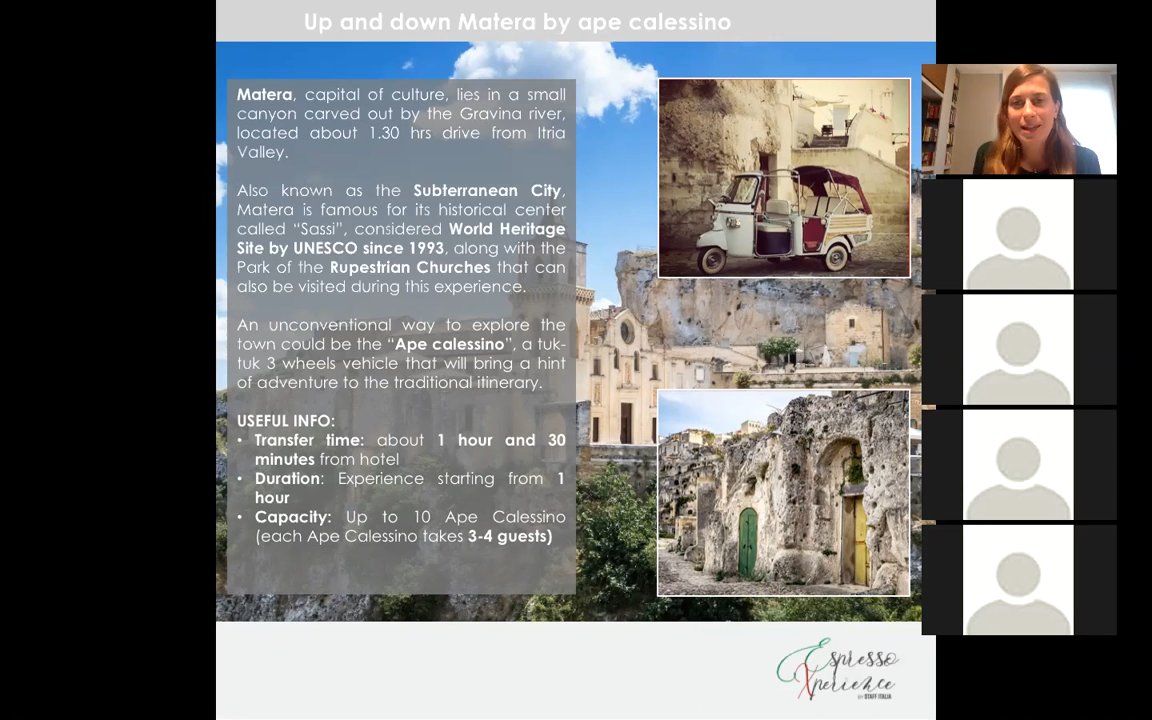 Up and down Matera by ape calessino
Matera, capital of culture, lies in a small
canyon carved out by the Gravina river,
located about 1.30 hrs drive from Itria
Valley.
Also known as the Subterranean City,
Matera is famous for its historical center
called “Sassi”, considered World Heritage
Site by UNESCO since 1993, along with the
Park of the Rupestrian Churches that can
also be visited during this experience.
An unconventional way to explore the
town could be the “Ape calessino”, a tuk-
tuk 3 wheels vehicle that will bring a hint
of adventure to the traditional itinerary.
USEFUL INFO:
• Transfer time: about 1 hour and 30
minutes from hotel
• Duration: Experience starting from 1
hour
• Capacity: Up to 10 Ape Calessino
(each Ape Calessino takes 3-4 guests)
Espresso
Xperience
by STAFF ITALIA